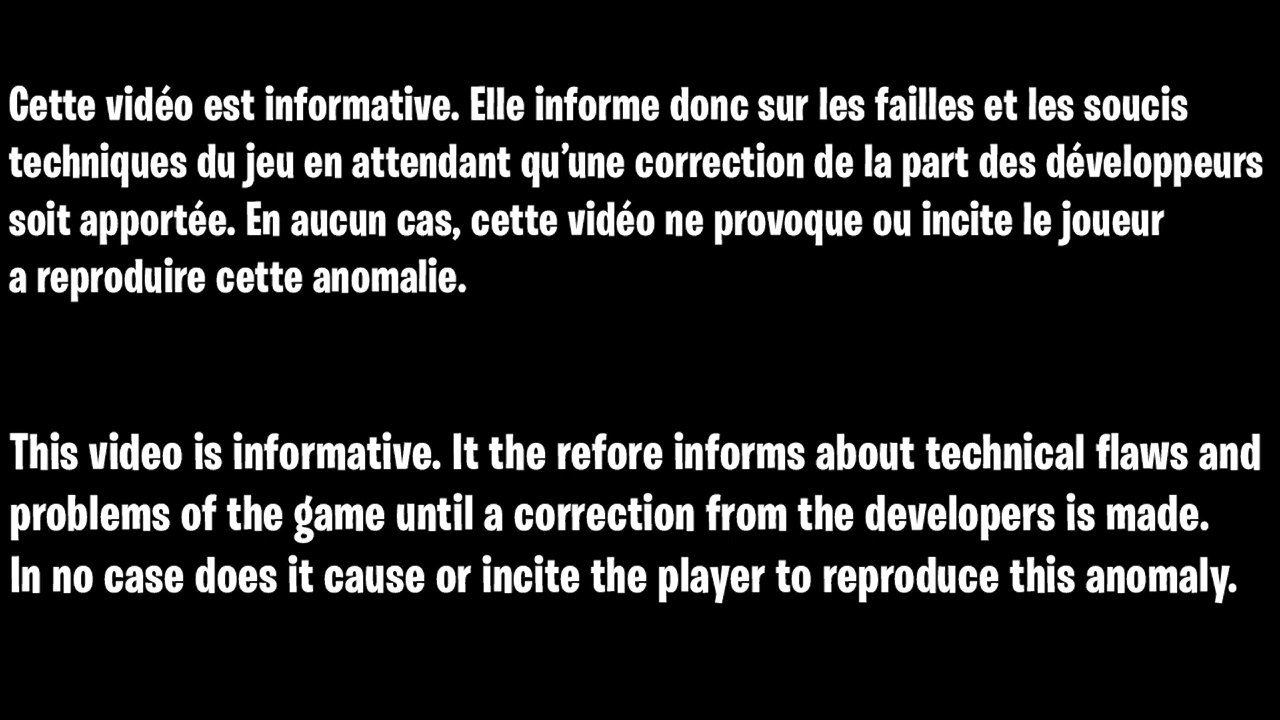 Cette vidéo est informative. Elle informe donc sur les failles et les soucis
techniques du jeu en attendant qu'une correction de la part des développeurs
soit apportée. En aucun cas, cette vidéo ne provoque ou incite le joueur
a reproduire cette anomalie.
This video is informative. It the refore informs about technical flaws and
problems of the game until a correction from the developers is made.
In no case does it cause or incite the player to reproduce this anomaly.